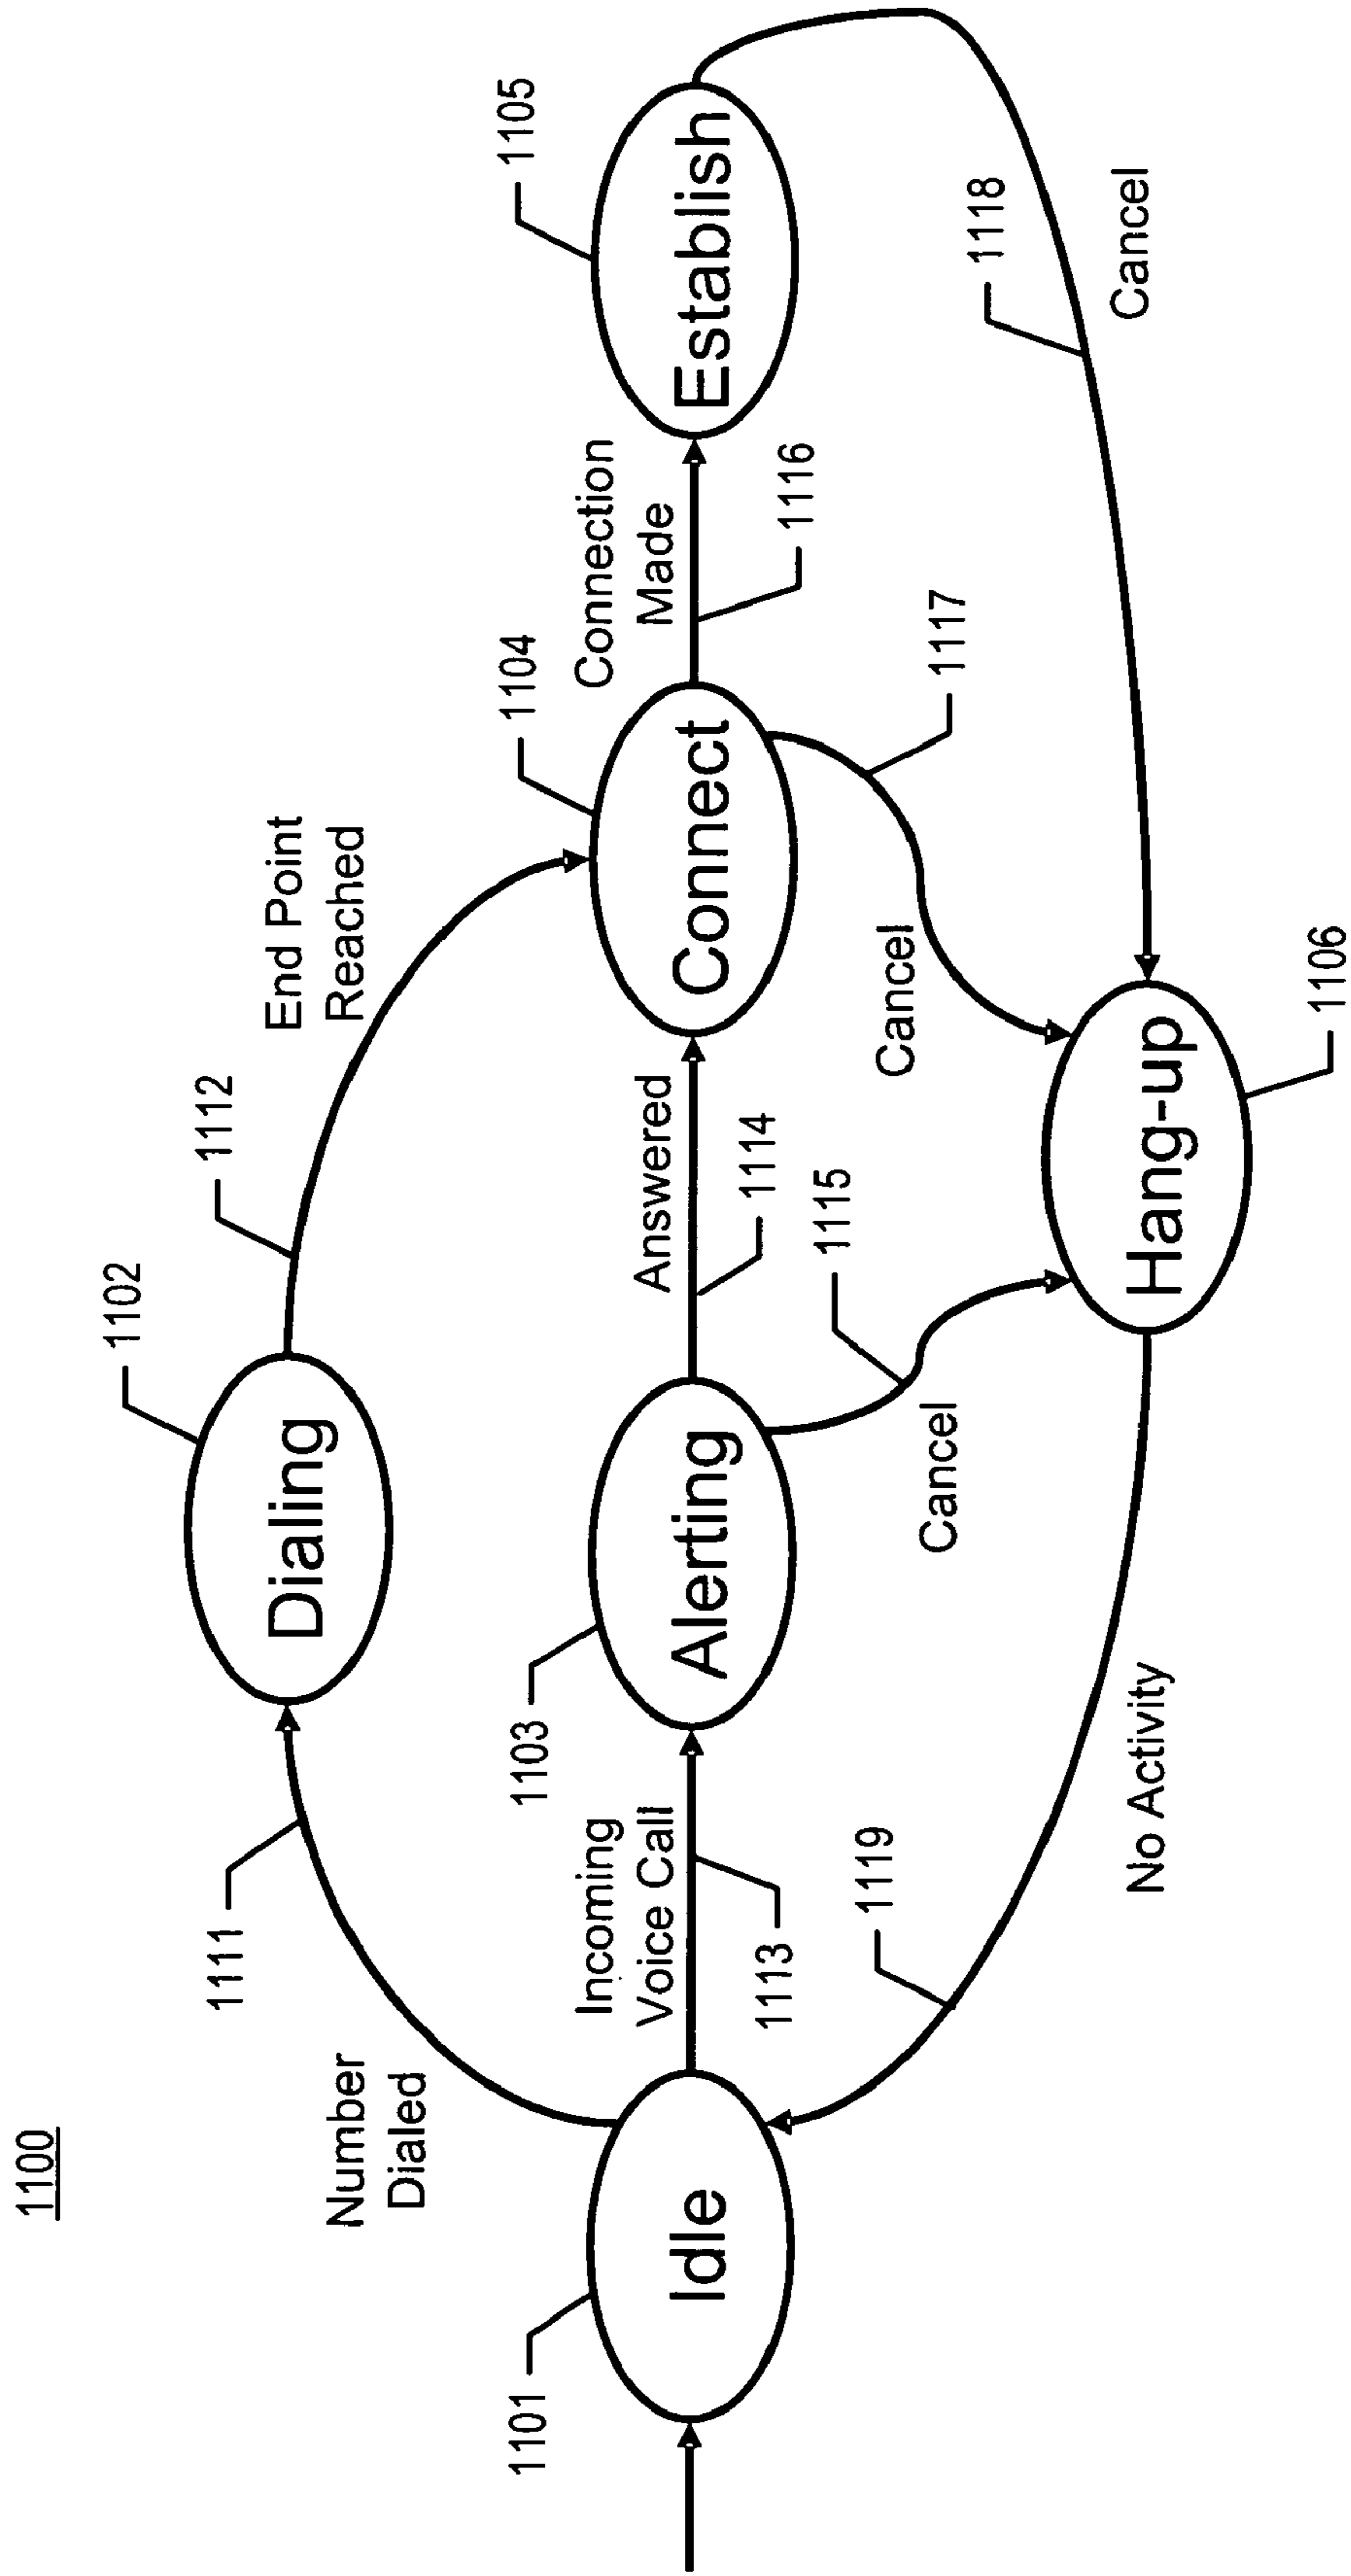 1100
1102
1112
End Point
Reached
Dialing
1111
Number
Dialed
1101
Idle
Incoming
Voice Call
1113
1103
Alerting
Answered
1114
1104
Connect
Connection
Made
1116
1105
Establish
1119
Cancel
1115
Cancel
1117
1118
Cancel
No Activity
Hang-up
1106